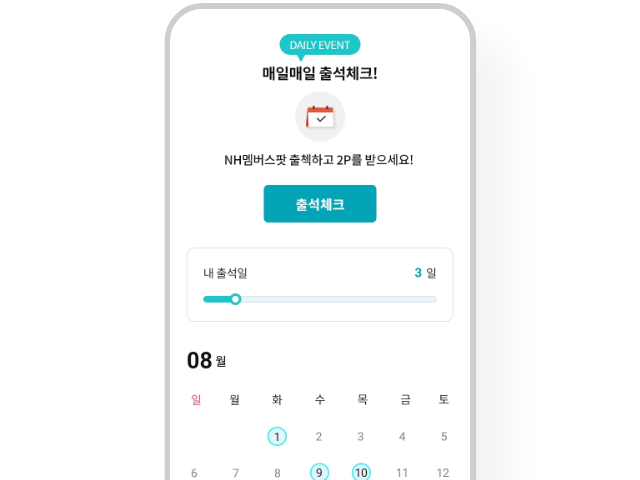 DAILY EVENT
매일매일 출석체크!
NH멤버스팟 출첵하고 2P를 받으세요!
출석체크
내 출석일 3 일
08 월
일 월 화 수 목 금 토
1 2 3 4 5
6 7 8 9 10 11 12